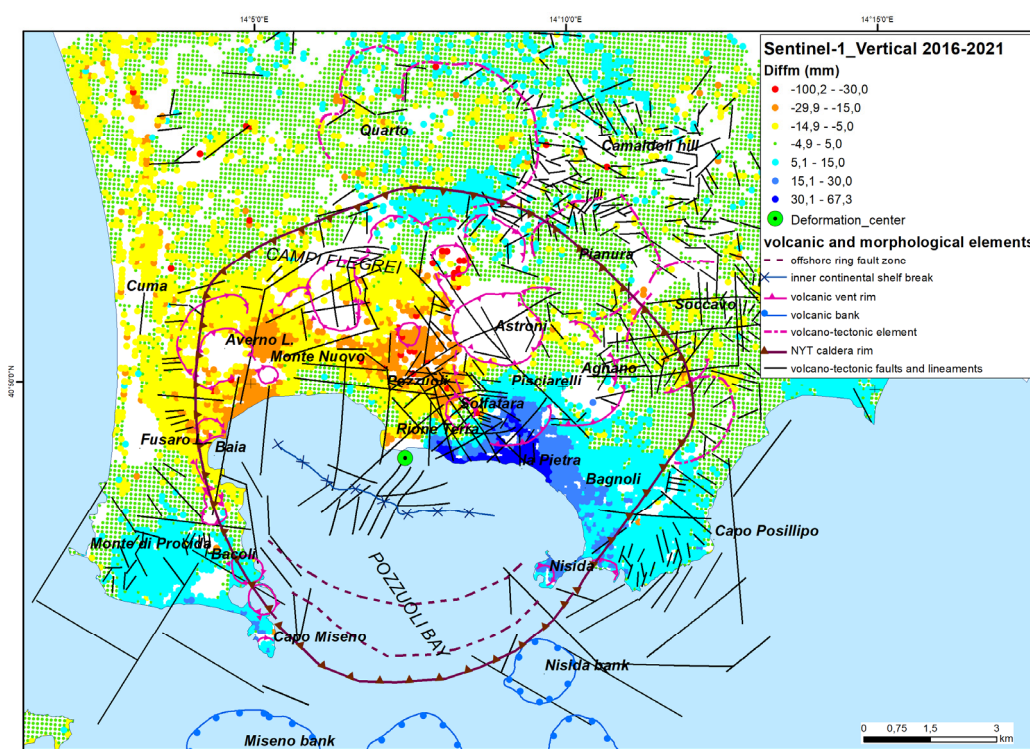 14°5'0"E
14°10'0"E
14°15'0"E
40°50'0"N
Sentinel-1_Vertical 2016-2021
Diffm (mm)
-100,2 - -30,0
-29,9 - -15,0
-14,9 - -5,0
-4,9 - 5,0
5,1 - 15,0
15,1 - 30,0
30,1 - 67,3
Deformation_center
volcanic and morphological elements
offshore ring fault zone
inner continental shelf break
volcanic vent rim
volcanic bank
volcano-tectonic element
NYT caldera rim
volcano-tectonic faults and lineaments
Quarto
Camaldoli hill
CAMPI FLEGREI
Pianura
Cuma
Soccavo
Astroni
Averno L.
Monte Nuovo
Agnano
Pozzuoli
Pisciarelli
Solfatara
Rione Terra
Fusaro
Baia
la Pietra
Bagnoli
Capo Posillipo
Monte di Procida
Bacoli
Nisida
POZZUOLI BAY
Capo Miseno
Nisida bank
Miseno bank
0 0,75 1,5 3
km